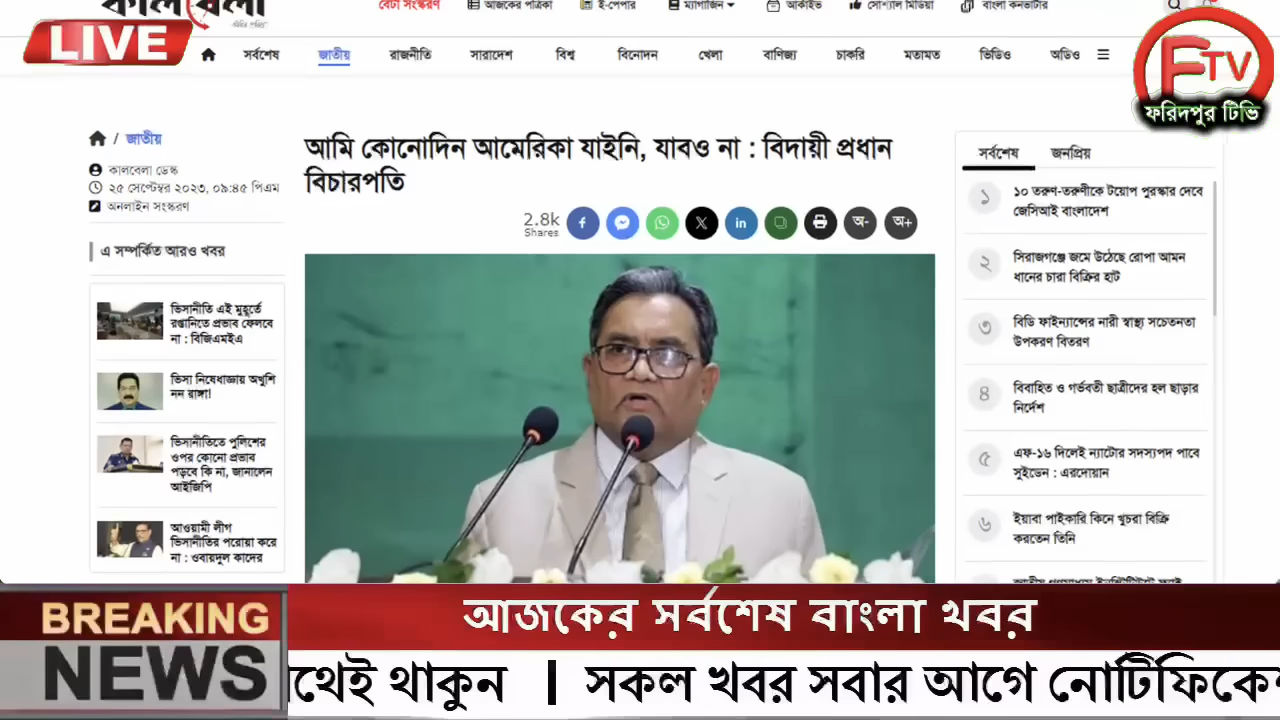 কালবেলা
বেটা সংস্করণ
আজকের পত্রিকা
ই-পেপার
ম্যাগাজিন
আর্কাইভ
সোশ্যাল মিডিয়া
বাংলা কনভার্টার
LIVE
সর্বশেষ
জাতীয়
রাজনীতি
সারাদেশ
বিশ্ব
বিনোদন
খেলা
বাণিজ্য
চাকরি
মতামত
ভিডিও
অডিও
FTV
ফরিদপুর টিভি
/ জাতীয়
কালবেলা ডেস্ক
২৫ সেপ্টেম্বর ২০২৩, ০৯:৪৫ পিএম
অনলাইন সংস্করণ
এ সম্পর্কিত আরও খবর
ভিসানীতি এই মুহূর্তে
রপ্তানিতে প্রভাব ফেলবে
না : বিজিএমইএ
ভিসা নিষেধাজ্ঞায় অখুশি
নন রাঙ্গা!
ভিসানীতিতে পুলিশের
ওপর কোনো প্রভাব
পড়বে কি না, জানালেন
আইজিপি
আওয়ামী লীগ
ভিসানীতির পরোয়া করে
না : ওবায়দুল কাদের
আমি কোনোদিন আমেরিকা যাইনি, যাবও না : বিদায়ী প্রধান
বিচারপতি
2.8k
Shares
অ-
অ+
সর্বশেষ
জনপ্রিয়
১ ১০ তরুণ-তরুণীকে টয়োপ পুরস্কার দেবে
জেসিআই বাংলাদেশ
২ সিরাজগঞ্জে জমে উঠেছে রোপা আমন
ধানের চারা বিক্রির হাট
৩ বিডি ফাইন্যান্সের নারী স্বাস্থ্য সচেতনতা
উপকরণ বিতরণ
৪ বিবাহিত ও গর্ভবতী ছাত্রীদের হল ছাড়ার
নির্দেশ
৫ এফ-১৬ দিলেই ন্যাটোর সদস্যপদ পাবে
সুইডেন : এরদোয়ান
৬ ইয়াবা পাইকারি কিনে খুচরা বিক্রি
করতেন তিনি
BREAKING
NEWS
আজকের সর্বশেষ বাংলা খবর
থেই থাকুন | সকল খবর সবার আগে নোটিফিকে